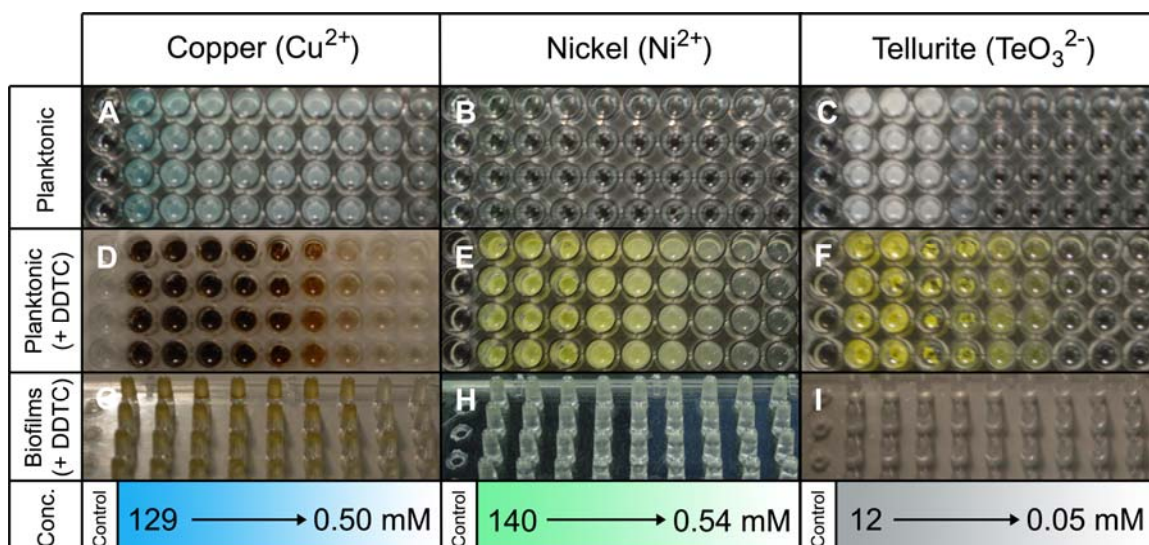 Copper (Cu²⁺)
Nickel (Ni²⁺)
Tellurite (TeO₃²⁻)
Planktonic
A
B
C
Planktonic
(+ DDTC)
D
E
F
Biofilms
(+ DDTC)
G
H
I
Conc.
Control
129 → 0.50 mM
Control
140 → 0.54 mM
Control
12 → 0.05 mM